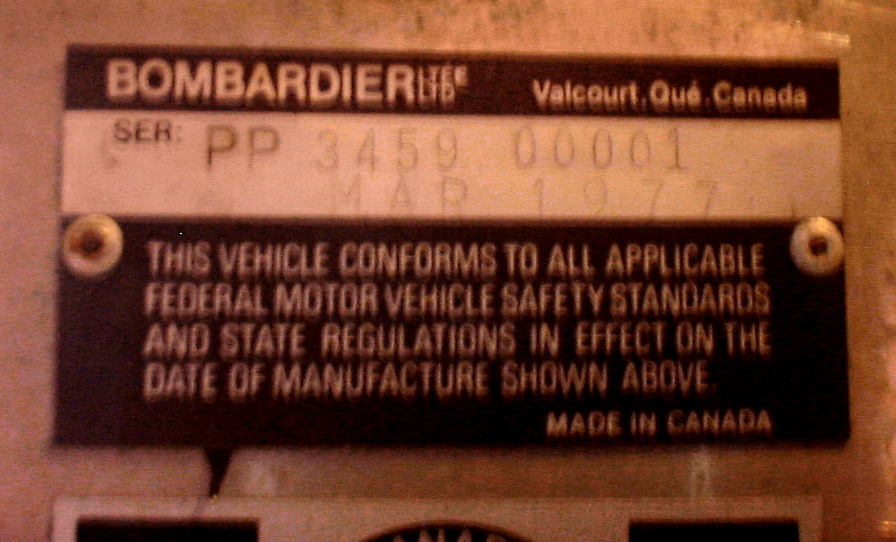 BOMBARDIER LTÉE LTD Valcourt, Qué. Canada
SER: PP 3459 00001
MAR 1977
THIS VEHICLE CONFORMS TO ALL APPLICABLE
FEDERAL MOTOR VEHICLE SAFETY STANDARDS
AND STATE REGULATIONS IN EFFECT ON THE
DATE OF MANUFACTURE SHOWN ABOVE.
MADE IN CANADA